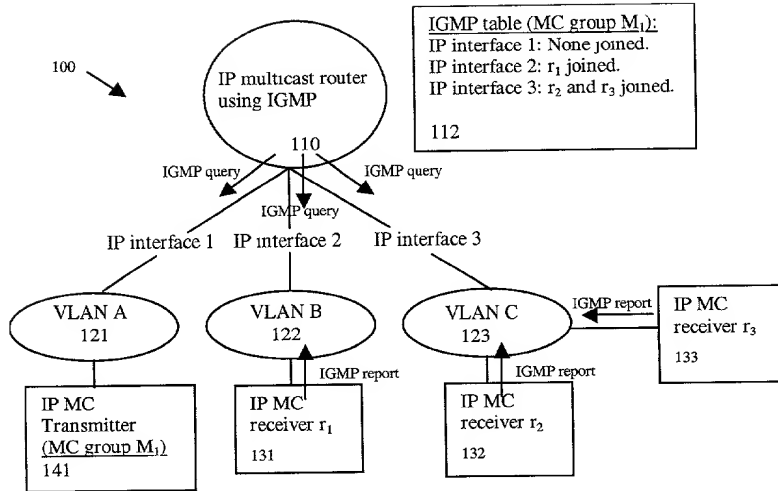 100
IP multicast router
using IGMP
110
IGMP table (MC group M₁):
IP interface 1: None joined.
IP interface 2: r₁ joined.
IP interface 3: r₂ and r₃ joined.
112
IGMP query
IGMP query
IGMP query
IP interface 1
IP interface 2
IP interface 3
VLAN A
121
VLAN B
122
VLAN C
123
IGMP report
IP MC
receiver r₃
133
IGMP report
IGMP report
IP MC
Transmitter
(MC group M₁)
141
IP MC
receiver r₁
131
IP MC
receiver r₂
132